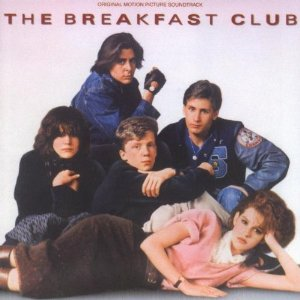 ORIGINAL MOTION PICTURE SOUNDTRACK
THE BREAKFAST CLUB
S